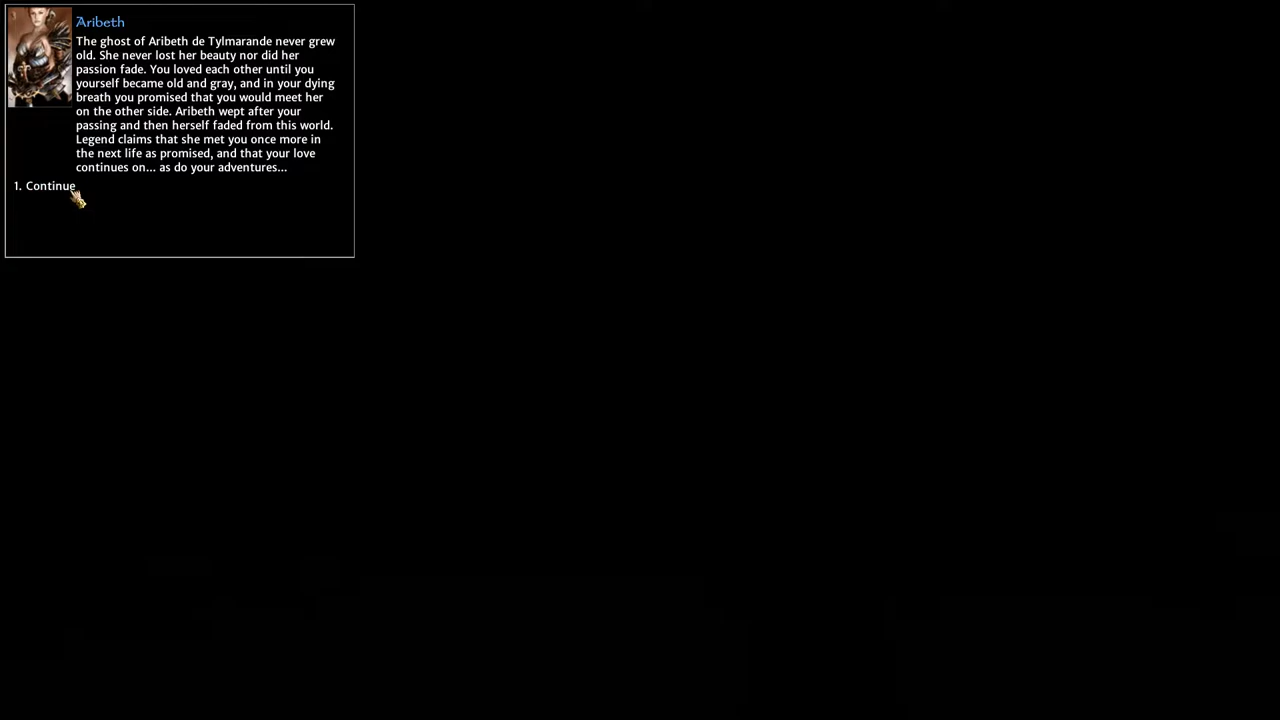 Aribeth
The ghost of Aribeth de Tylmarande never grew
old. She never lost her beauty nor did her
passion fade. You loved each other until you
yourself became old and gray, and in your dying
breath you promised that you would meet her
on the other side. Aribeth wept after your
passing and then herself faded from this world.
Legend claims that she met you once more in
the next life as promised, and that your love
continues on... as do your adventures...
1. Continue